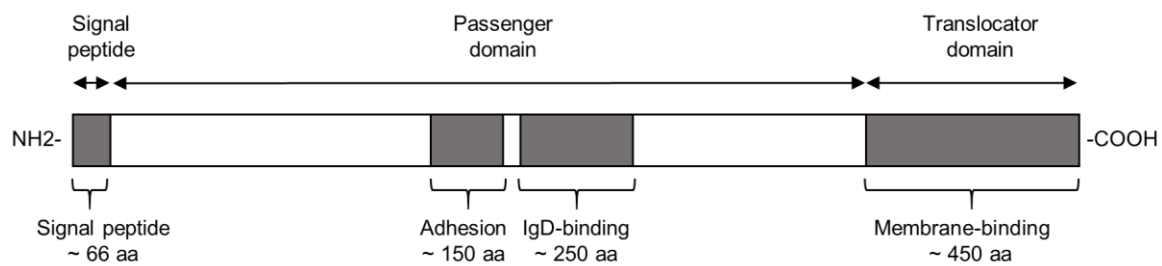 Signal
peptide
Passenger
domain
Translocator
domain
NH2-
-COOH
Signal peptide
~ 66 aa
Adhesion
~ 150 aa
IgD-binding
~ 250 aa
Membrane-binding
~ 450 aa